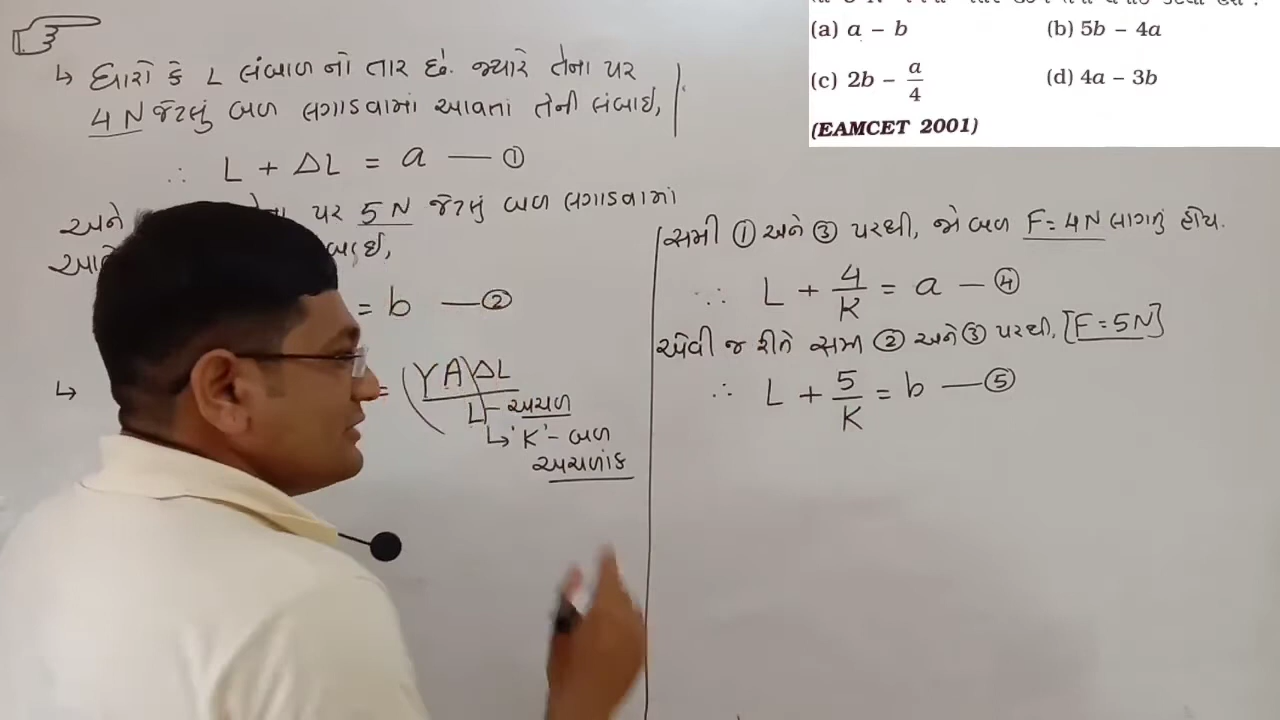 (a) a – b (b) 5b – 4a
(c) 2b – a/4 (d) 4a – 3b
(EAMCET 2001)
↳ ધારો કે L લંબાળ નો તાર છે. જ્યારે તેના પર
4 N જેટલું બળ લગાડવામાં આવતાં તેની લંબાઈ,
∴ L + ΔL = a — ①
અને પર 5 N જેટલું બળ લગાડવામાં
= b — ②
↳ = (YA) ΔL
L - અચળ
↳ 'K' - બળ
અચળાંક
સમી ① અને ③ પરથી, જો બળ F = 4N લાગતું હોય.
∴ L + 4/K = a — ④
એવી જ રીતે સમી ② અને ③ પરથી, [F = 5N]
∴ L + 5/K = b — ⑤